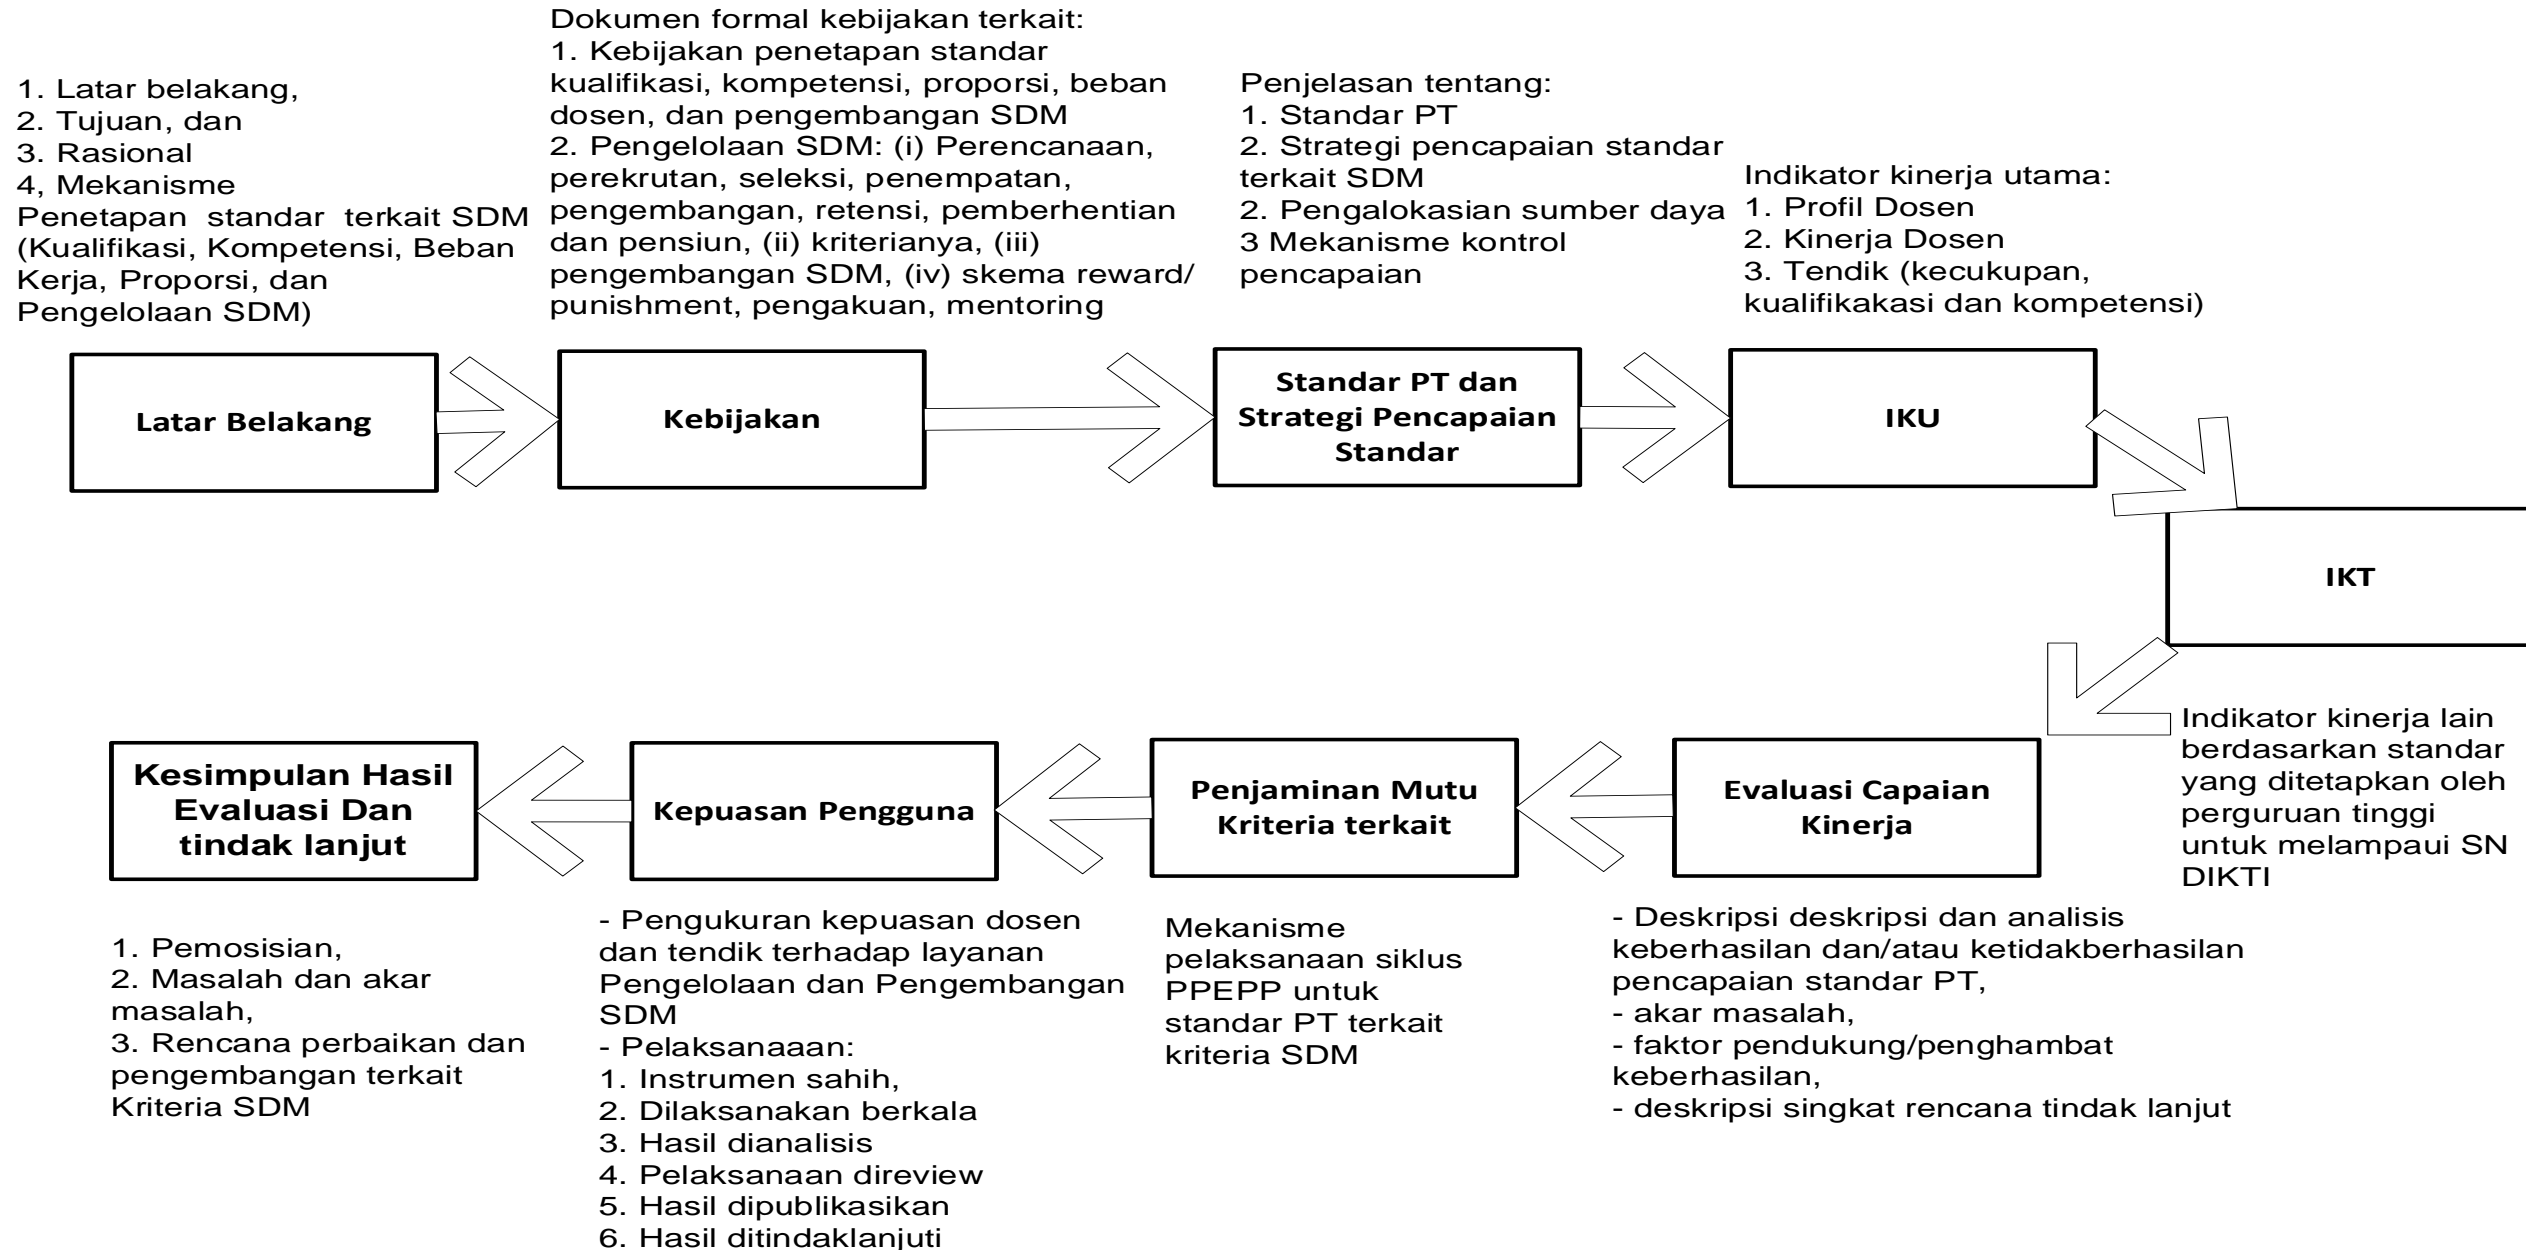 1. Latar belakang,
2. Tujuan, dan
3. Rasional
4, Mekanisme
Penetapan standar terkait SDM
(Kualifikasi, Kompetensi, Beban
Kerja, Proporsi, dan
Pengelolaan SDM)
Dokumen formal kebijakan terkait:
1. Kebijakan penetapan standar
kualifikasi, kompetensi, proporsi, beban
dosen, dan pengembangan SDM
2. Pengelolaan SDM: (i) Perencanaan,
perekrutan, seleksi, penempatan,
pengembangan, retensi, pemberhentian
dan pensiun, (ii) kriterianya, (iii)
pengembangan SDM, (iv) skema reward/
punishment, pengakuan, mentoring
Penjelasan tentang:
1. Standar PT
2. Strategi pencapaian standar
terkait SDM
2. Pengalokasian sumber daya
3 Mekanisme kontrol
pencapaian
Indikator kinerja utama:
1. Profil Dosen
2. Kinerja Dosen
3. Tendik (kecukupan,
kualifikakasi dan kompetensi)
Latar Belakang
Kebijakan
Standar PT dan
Strategi Pencapaian
Standar
IKU
IKT
Indikator kinerja lain
berdasarkan standar
yang ditetapkan oleh
perguruan tinggi
untuk melampaui SN
DIKTI
Evaluasi Capaian
Kinerja
- Deskripsi deskripsi dan analisis
keberhasilan dan/atau ketidakberhasilan
pencapaian standar PT,
- akar masalah,
- faktor pendukung/penghambat
keberhasilan,
- deskripsi singkat rencana tindak lanjut
Penjaminan Mutu
Kriteria terkait
Mekanisme
pelaksanaan siklus
PPEPP untuk
standar PT terkait
kriteria SDM
Kepuasan Pengguna
- Pengukuran kepuasan dosen
dan tendik terhadap layanan
Pengelolaan dan Pengembangan
SDM
- Pelaksanaaan:
1. Instrumen sahih,
2. Dilaksanakan berkala
3. Hasil dianalisis
4. Pelaksanaan direview
5. Hasil dipublikasikan
6. Hasil ditindaklanjuti
Kesimpulan Hasil
Evaluasi Dan
tindak lanjut
1. Pemosisian,
2. Masalah dan akar
masalah,
3. Rencana perbaikan dan
pengembangan terkait
Kriteria SDM